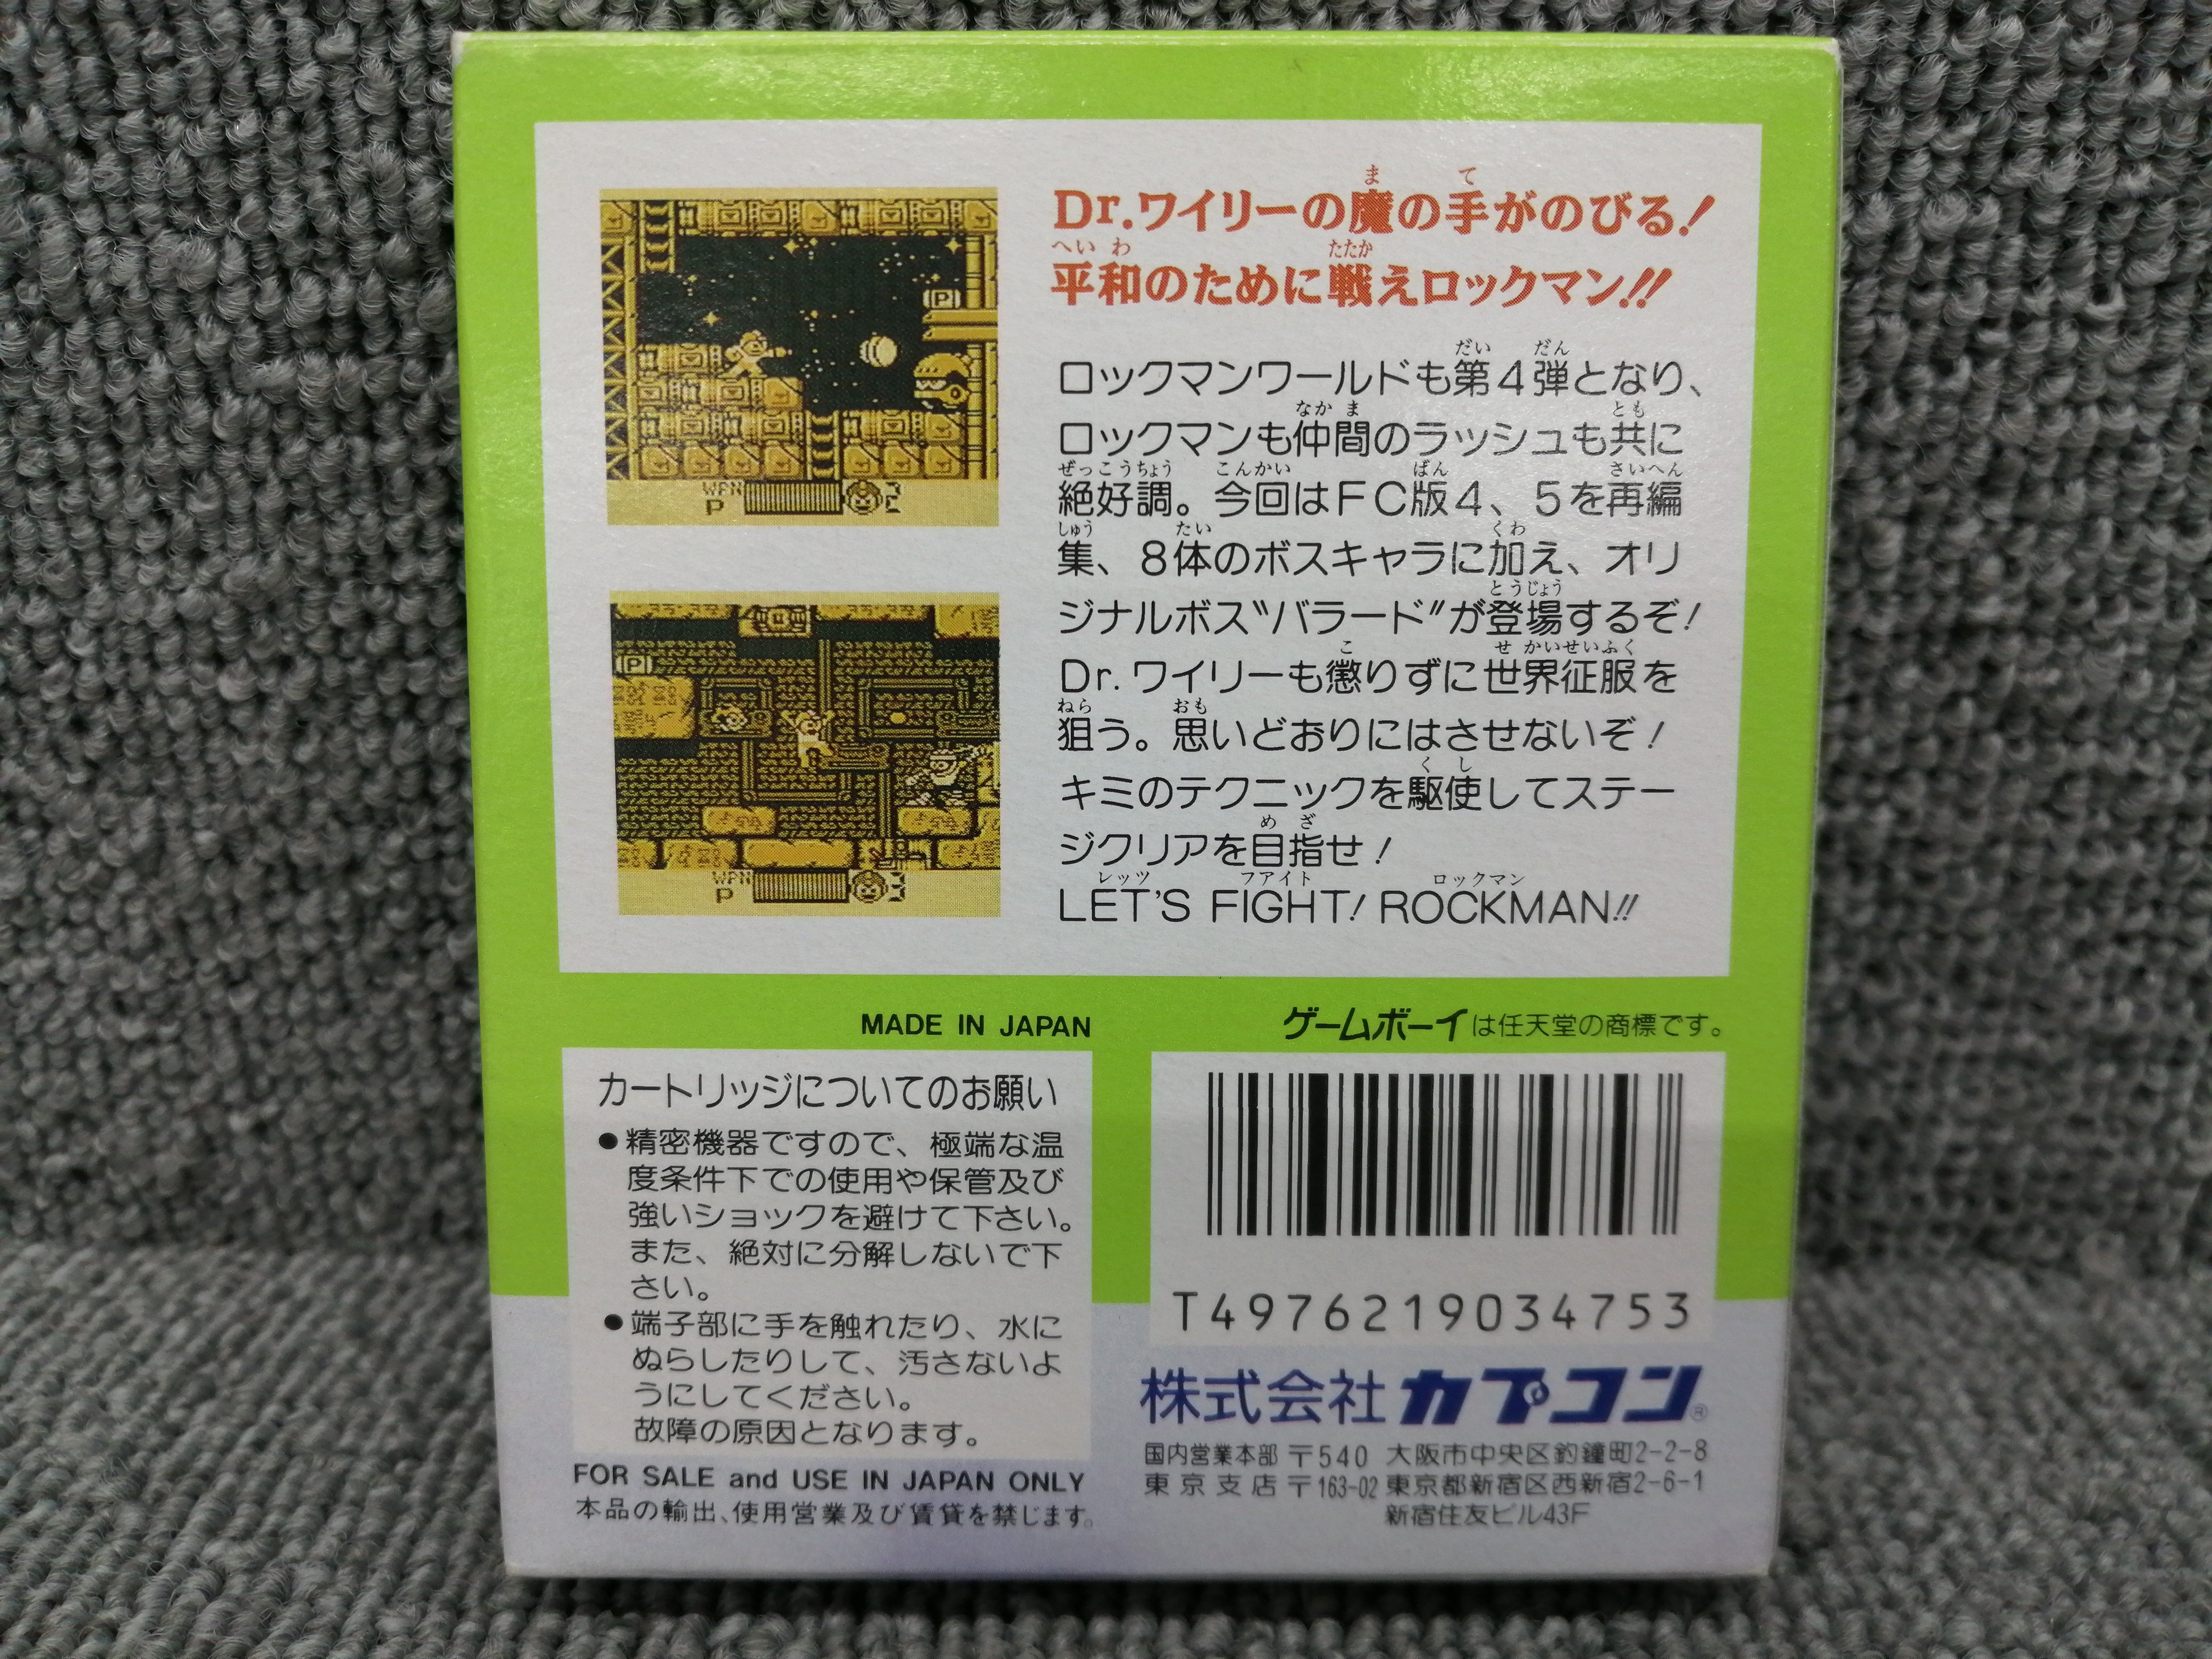 Dr.ワイリーの魔の手がのびる!
平和のために戦えロックマン!!
ロックマンワールドも第4弾となり、
ロックマンも仲間のラッシュも共に
絶好調。今回はFC版4、5を再編
集、8体のボスキャラに加え、オリ
ジナルボス〝バラード〟が登場するぞ!
Dr.ワイリーも懲りずに世界征服を
狙う。思いどおりにはさせないぞ!
キミのテクニックを駆使してステー
ジクリアを目指せ!
LET'S FIGHT! ROCKMAN!!
WPN
P
2
P
WPN
P
3
P
MADE IN JAPAN
ゲームボーイは任天堂の商標です。
カートリッジについてのお願い
●精密機器ですので、極端な温
度条件下での使用や保管及び
強いショックを避けて下さい。
また、絶対に分解しないで下
さい。
●端子部に手を触れたり、水に
ぬらしたりして、汚さないよ
うにしてください。
故障の原因となります。
FOR SALE and USE IN JAPAN ONLY
本品の輸出、使用営業及び賃貸を禁じます。
T4976219034753
株式会社カプコン®
国内営業本部 〒540 大阪市中央区釣鐘町2-2-8
東京支店 〒163-02 東京都新宿区西新宿2-6-1
新宿住友ビル43F